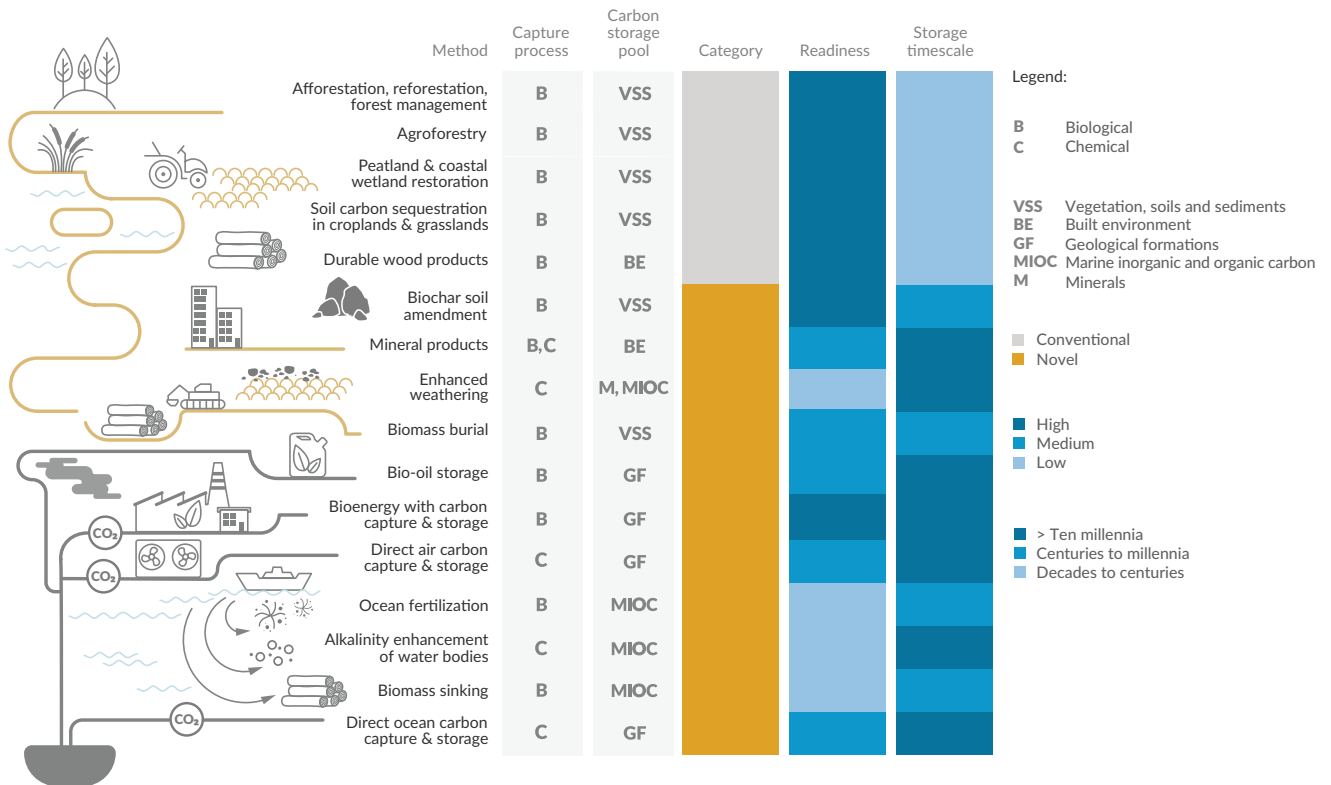 Method
Capture
process
Carbon
storage
pool
Category
Readiness
Storage
timescale
Afforestation, reforestation,
forest management
B
VSS
Agroforestry
B
VSS
Peatland & coastal
wetland restoration
B
VSS
Soil carbon sequestration
in croplands & grasslands
B
VSS
Durable wood products
B
BE
Biochar soil
amendment
B
VSS
Mineral products
B,C
BE
Enhanced
weathering
C
M, MIOC
Biomass burial
B
VSS
Bio-oil storage
B
GF
Bioenergy with carbon
capture & storage
B
GF
Direct air carbon
capture & storage
C
GF
Ocean fertilization
B
MIOC
Alkalinity enhancement
of water bodies
C
MIOC
Biomass sinking
B
MIOC
Direct ocean carbon
capture & storage
C
GF
CO₂
CO₂
CO₂
Legend:
B Biological
C Chemical
VSS Vegetation, soils and sediments
BE Built environment
GF Geological formations
MIOC Marine inorganic and organic carbon
M Minerals
Conventional
Novel
High
Medium
Low
> Ten millennia
Centuries to millennia
Decades to centuries